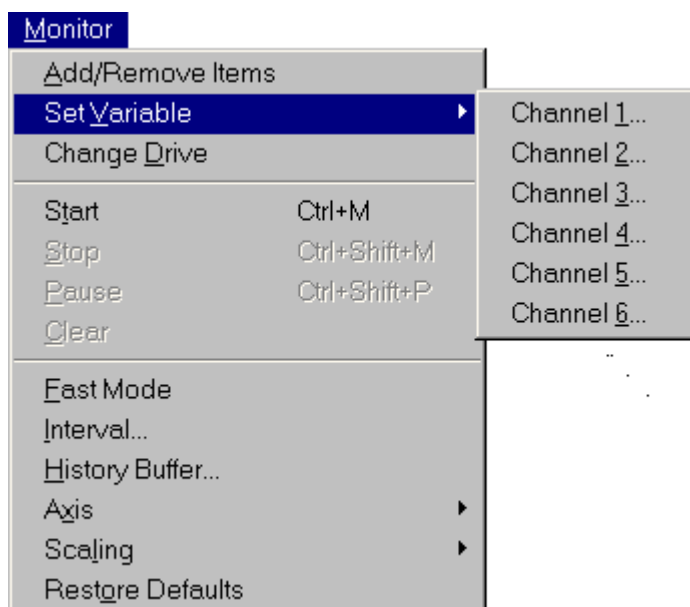 Monitor
Add/Remove Items
Set Variable
Change Drive
Start Ctrl+M
Stop Ctrl+Shift+M
Pause Ctrl+Shift+P
Clear
Fast Mode
Interval...
History Buffer...
Axis
Scaling
Restore Defaults
Channel 1...
Channel 2...
Channel 3...
Channel 4...
Channel 5...
Channel 6...